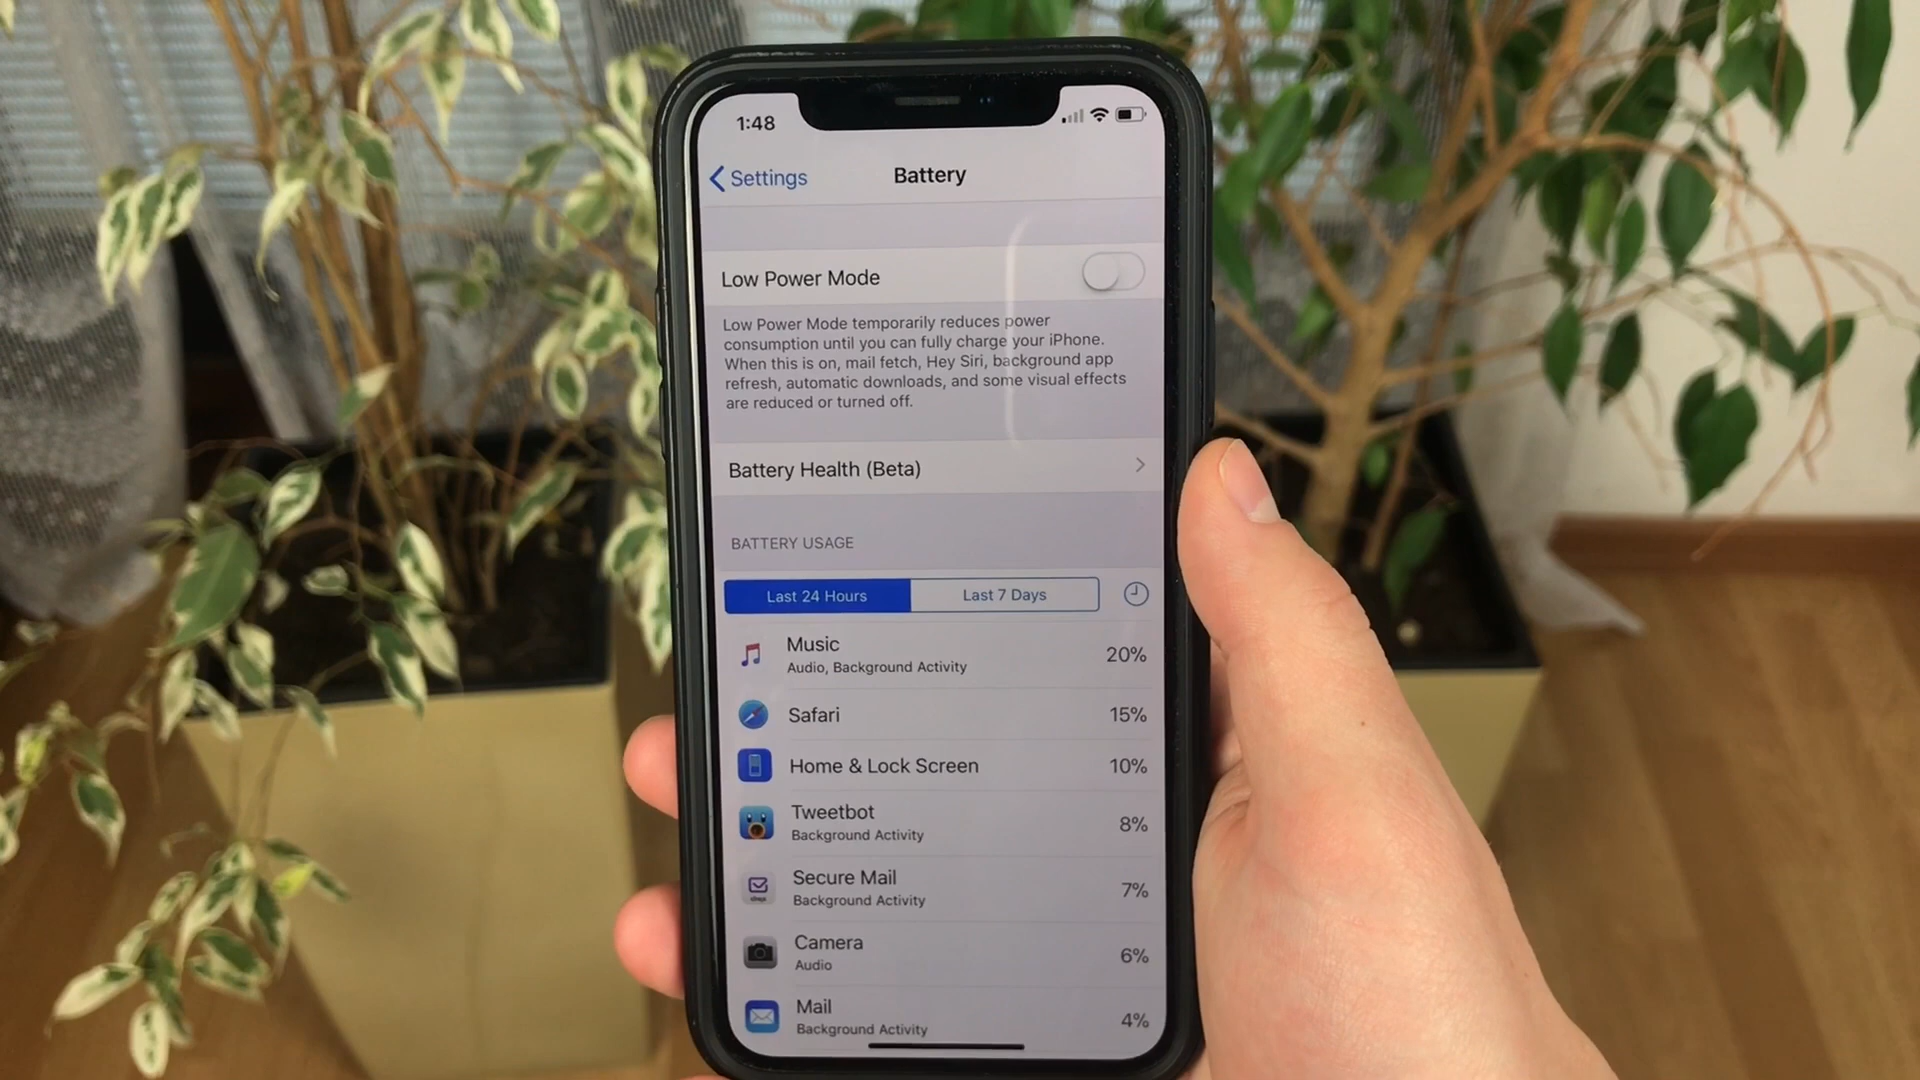 1:48
Settings
Battery
Low Power Mode
Low Power Mode temporarily reduces power
consumption until you can fully charge your iPhone.
When this is on, mail fetch, Hey Siri, background app
refresh, automatic downloads, and some visual effects
are reduced or turned off.
Battery Health (Beta)
BATTERY USAGE
Last 24 Hours
Last 7 Days
Music
20%
Audio, Background Activity
Safari
15%
Home & Lock Screen
10%
Tweetbot
8%
Background Activity
Secure Mail
7%
Background Activity
Camera
6%
Audio
Mail
4%
Background Activity